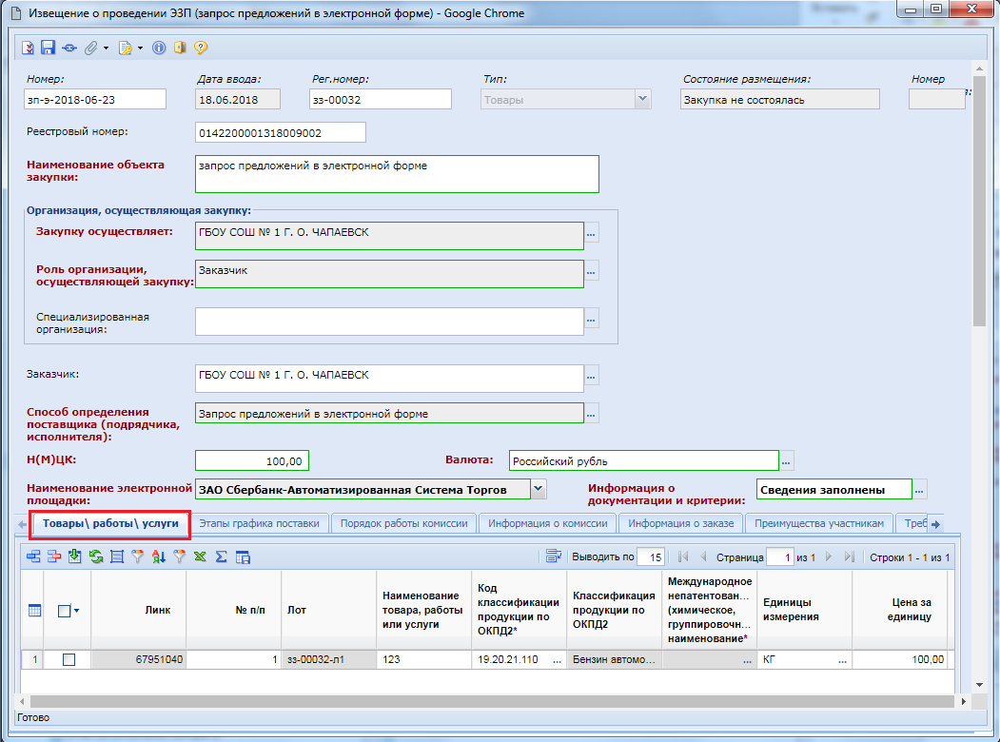 Извещение о проведении ЭЗП (запрос предложений в электронной форме) - Google Chrome
Номер: Дата ввода: Рег.номер: Тип: Состояние размещения: Номер
зп-э-2018-06-23 18.06.2018 зз-00032 Товары Закупка не состоялась
Реестровый номер: 0142200001318009002
Наименование объекта закупки: запрос предложений в электронной форме
Организация, осуществляющая закупку:
Закупку осуществляет: ГБОУ СОШ № 1 Г. О. ЧАПАЕВСК ...
Роль организации, осуществляющей закупку: Заказчик ...
Специализированная организация: ...
Заказчик: ГБОУ СОШ № 1 Г. О. ЧАПАЕВСК ...
Способ определения поставщика (подрядчика, исполнителя): Запрос предложений в электронной форме ...
Н(М)ЦК: 100,00 Валюта: Российский рубль ...
Наименование электронной площадки: ЗАО Сбербанк-Автоматизированная Система Торгов Информация о документации и критерии: Сведения заполнены ...
Товары\ работы\ услуги Этапы графика поставки Порядок работы комиссии Информация о комиссии Информация о заказе Преимущества участникам Треб
Выводить по 15 Страница 1 из 1 Строки 1 - 1 из 1
Линк № п/п Лот Наименование товара, работы или услуги Код классификации продукции по ОКПД2* Классификация продукции по ОКПД2 Международное непатентован... (химическое, группировочн... наименование* Единицы измерения Цена за единицу
1 67951040 1 зз-00032-л1 123 19.20.21.110 ... Бензин автомо... ... КГ ... 100,00
Готово